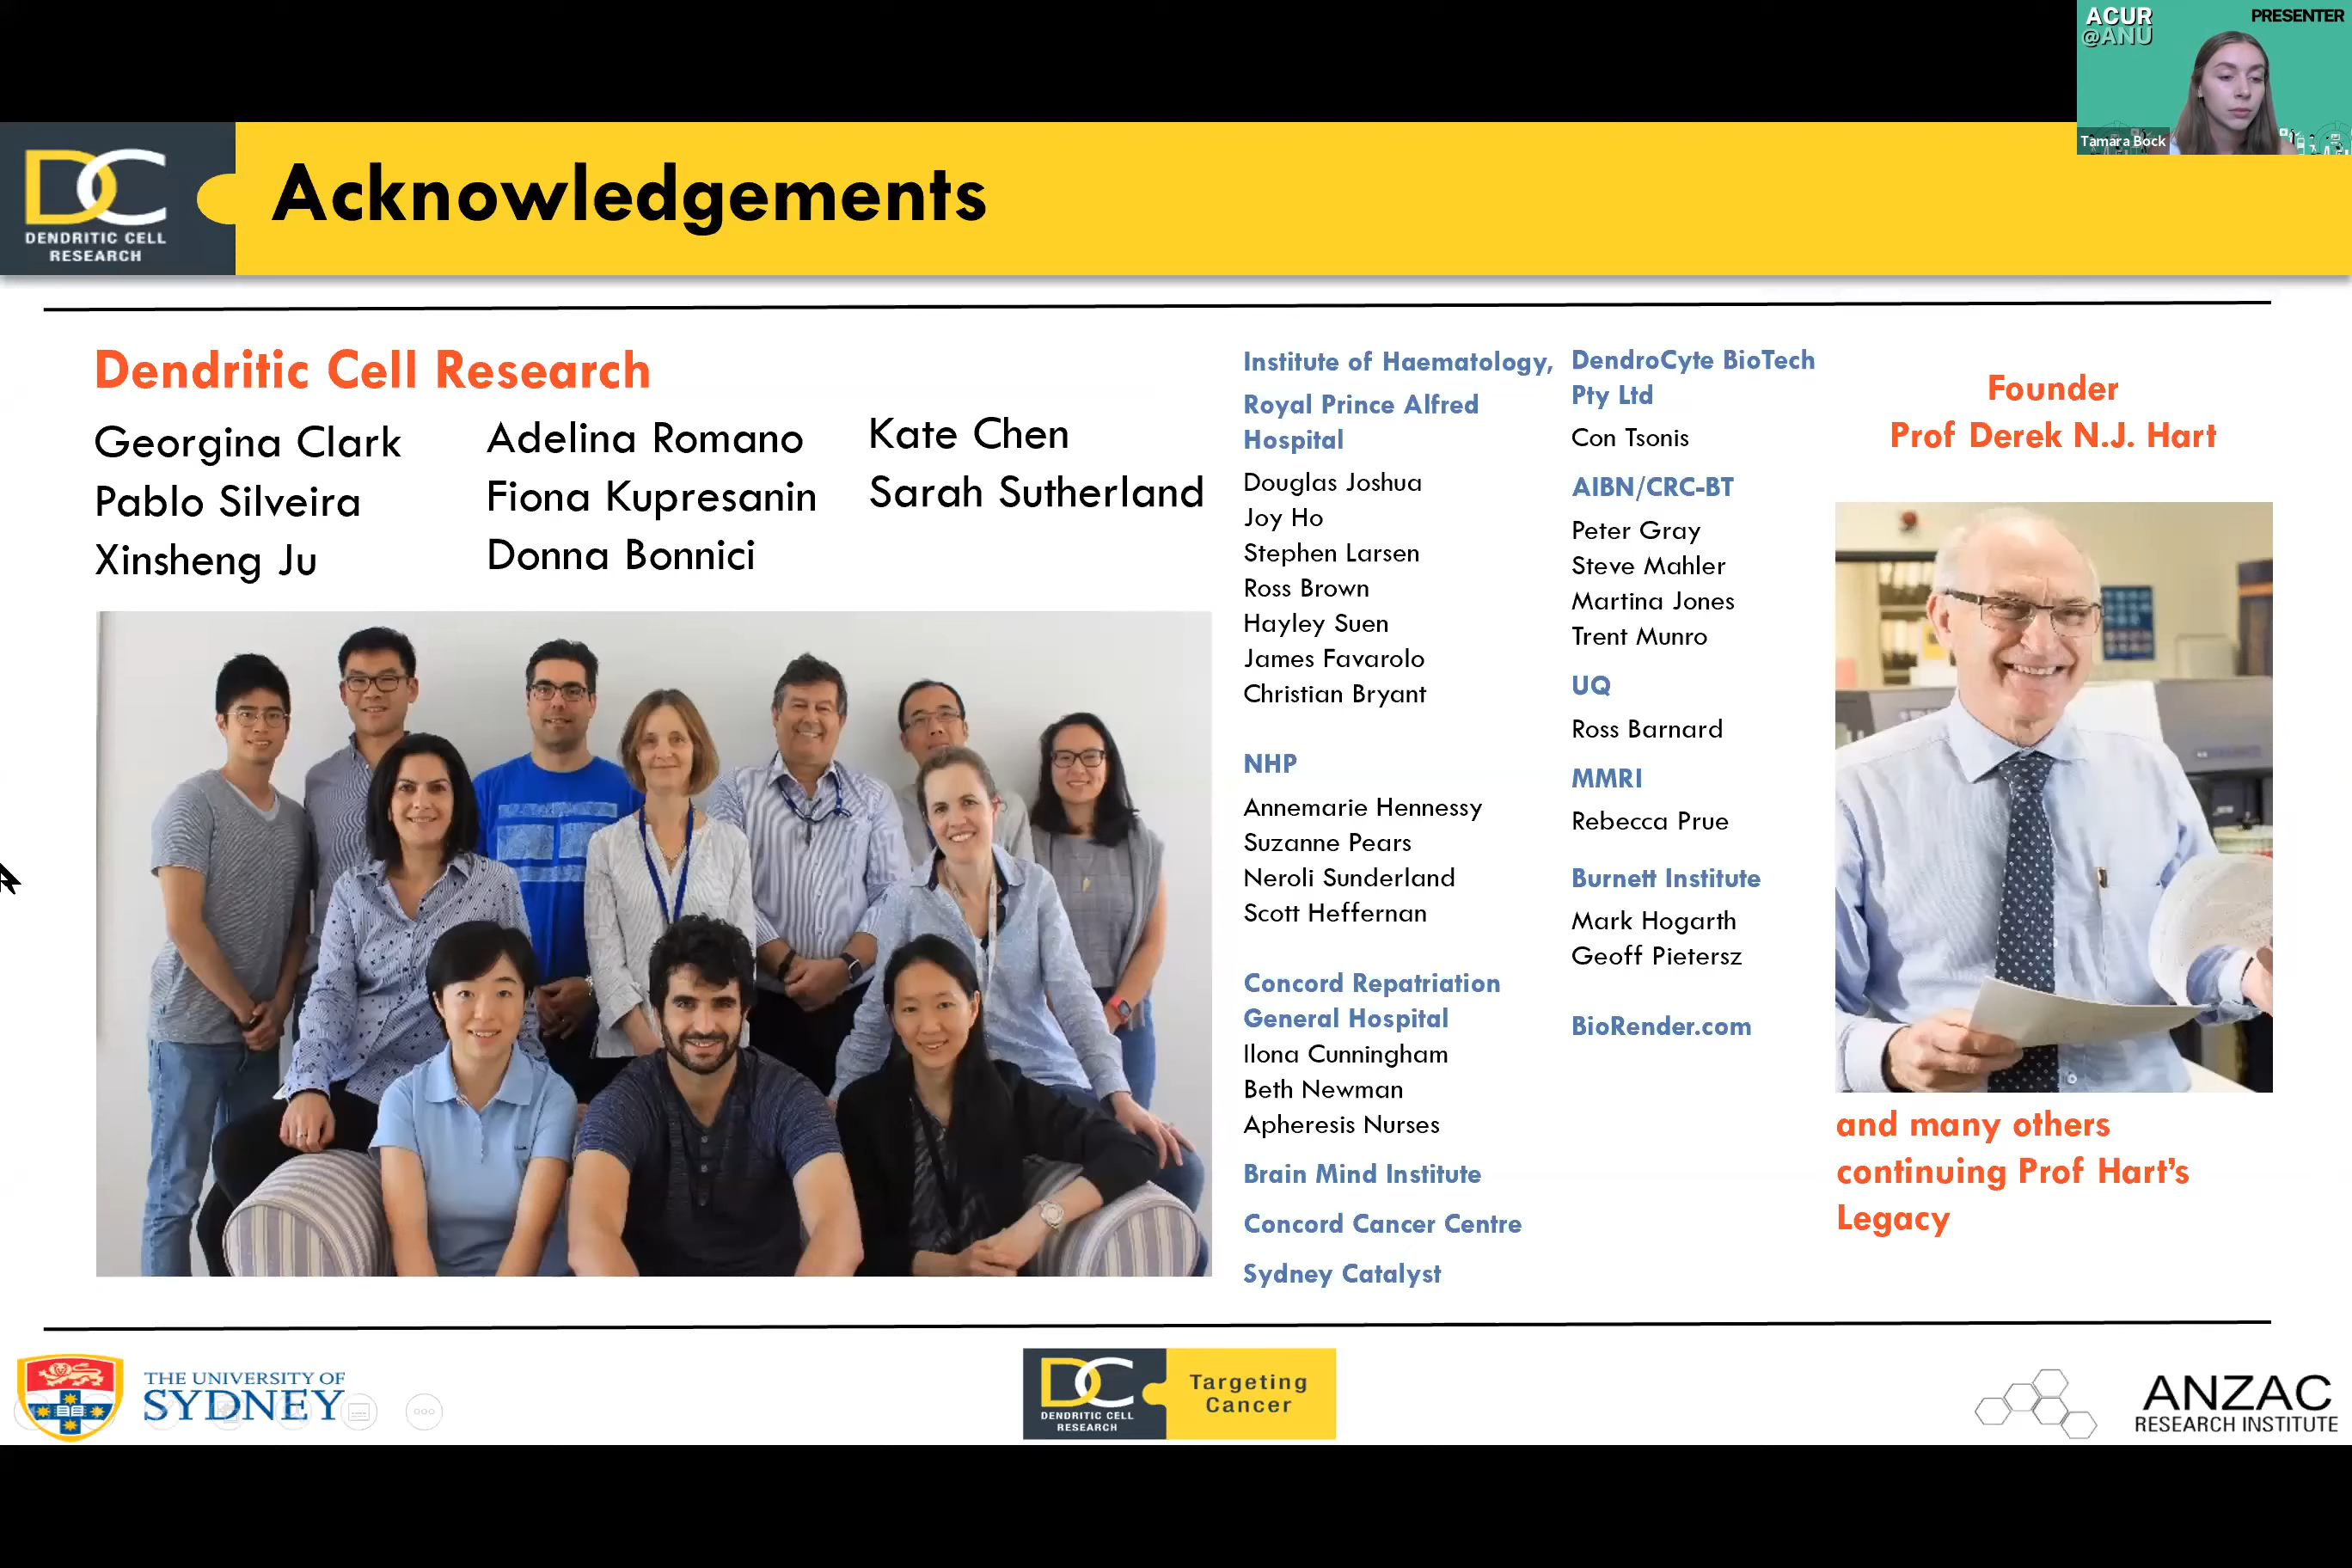 ACUR
@ANU
PRESENTER
Tamara Bock
DC
DENDRITIC CELL
RESEARCH
Acknowledgements
Dendritic Cell Research
Georgina Clark
Pablo Silveira
Xinsheng Ju
Adelina Romano
Fiona Kupresanin
Donna Bonnici
Kate Chen
Sarah Sutherland
Institute of Haematology,
Royal Prince Alfred
Hospital
Douglas Joshua
Joy Ho
Stephen Larsen
Ross Brown
Hayley Suen
James Favarolo
Christian Bryant
NHP
Annemarie Hennessy
Suzanne Pears
Neroli Sunderland
Scott Heffernan
Concord Repatriation
General Hospital
Ilona Cunningham
Beth Newman
Apheresis Nurses
Brain Mind Institute
Concord Cancer Centre
Sydney Catalyst
DendroCyte BioTech
Pty Ltd
Con Tsonis
AIBN/CRC-BT
Peter Gray
Steve Mahler
Martina Jones
Trent Munro
UQ
Ross Barnard
MMRI
Rebecca Prue
Burnett Institute
Mark Hogarth
Geoff Pietersz
BioRender.com
Founder
Prof Derek N.J. Hart
and many others
continuing Prof Hart's
Legacy
THE UNIVERSITY OF
SYDNEY
DC
DENDRITIC CELL
RESEARCH
Targeting
Cancer
ANZAC
RESEARCH INSTITUTE